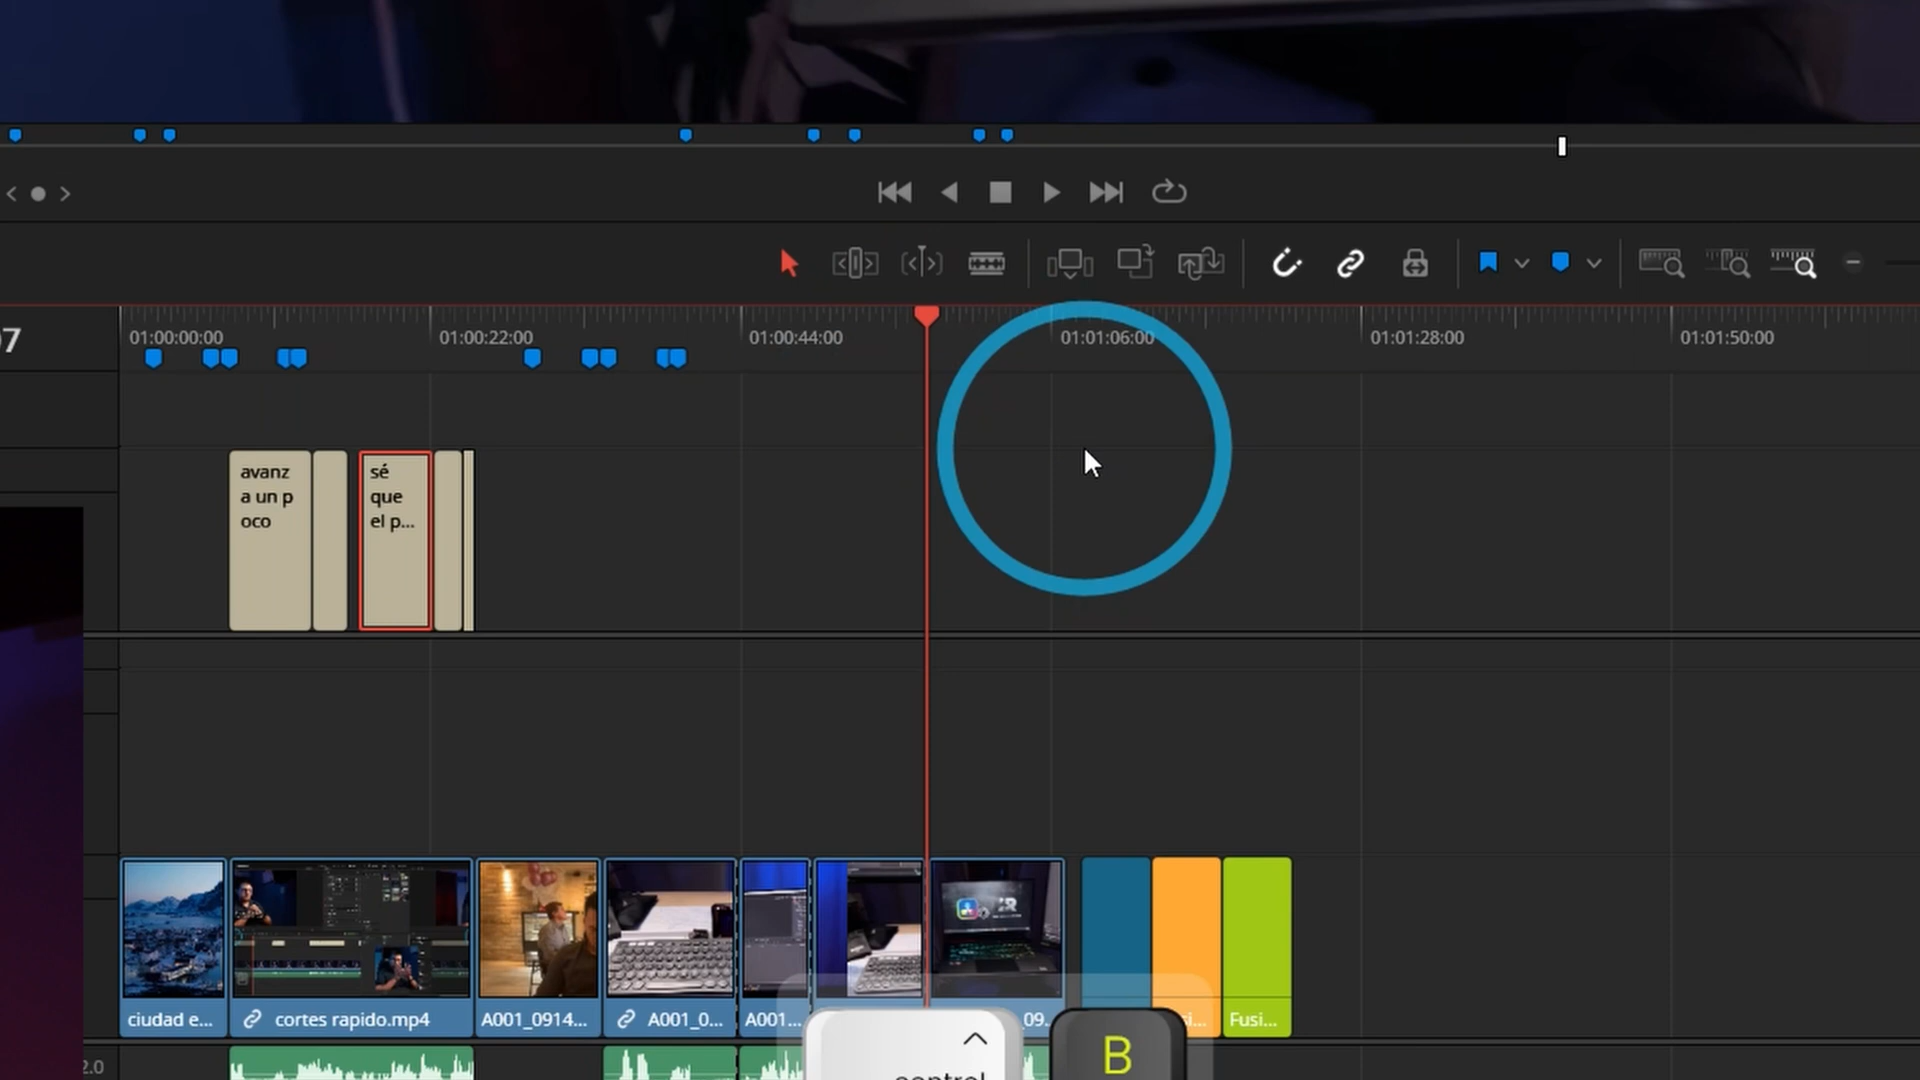 07
01:00:00:00
01:00:22:00
01:00:44:00
01:01:06:00
01:01:28:00
01:01:50:00
avanz
a un p
oco
sé
que
el p...
ciudad e...
cortes rapido.mp4
A001_0914...
A001_0...
A001...
_09...
Fusi...
2.0
control
B